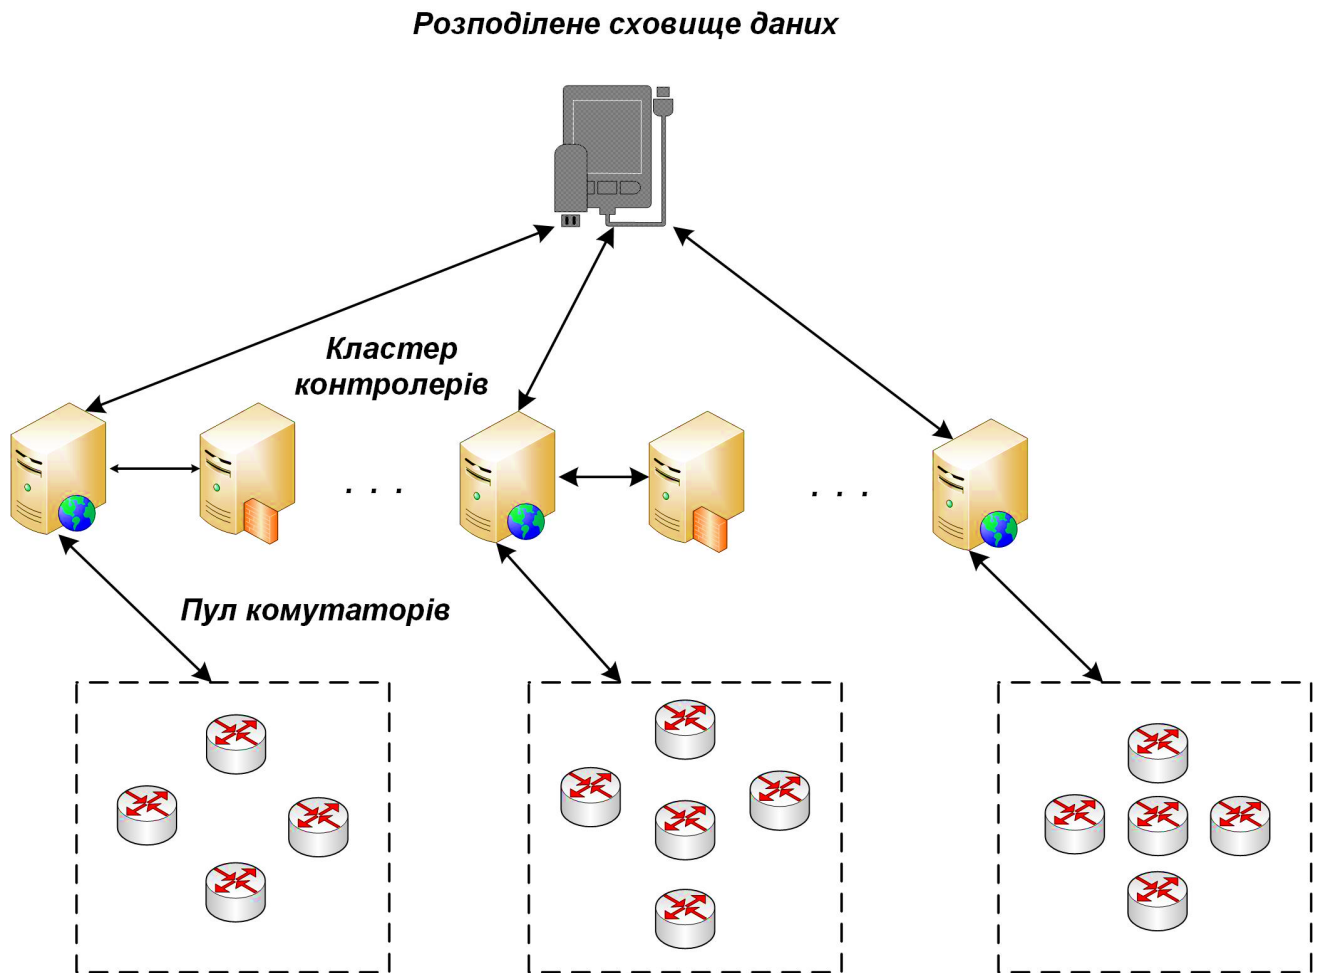 Розподілене сховище даних
Кластер
контролерів
. . .
. . .
Пул комутаторів